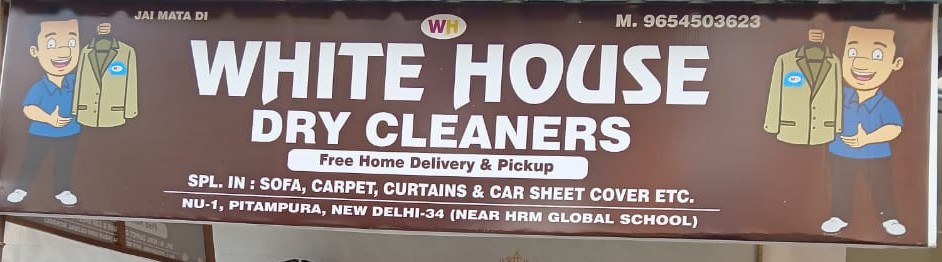 JAI MATA DI
WH
M. 9654503623
WHITE HOUSE
DRY CLEANERS
Free Home Delivery & Pickup
SPL. IN : SOFA, CARPET, CURTAINS & CAR SHEET COVER ETC.
NU-1, PITAMPURA, NEW DELHI-34 (NEAR HRM GLOBAL SCHOOL)